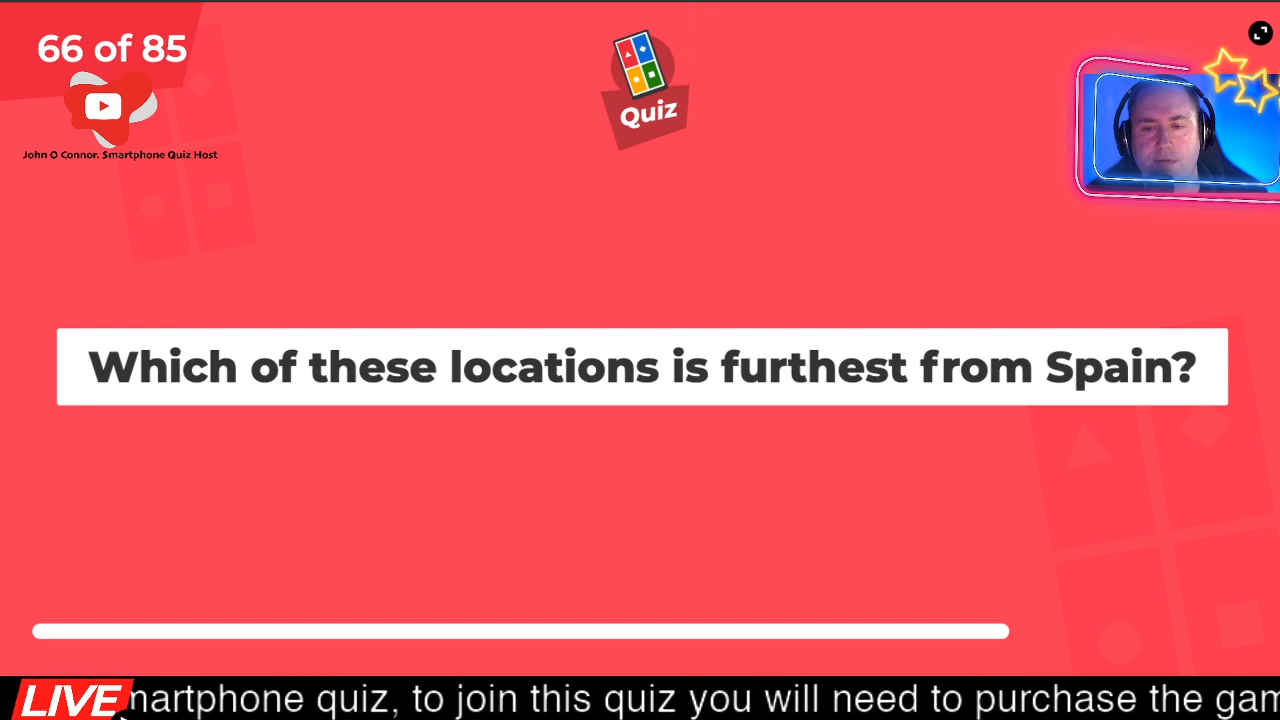 66 of 85
John O Connor. Smartphone Quiz Host
Quiz
Which of these locations is furthest from Spain?
LIVE
martphone quiz, to join this quiz you will need to purchase the gam